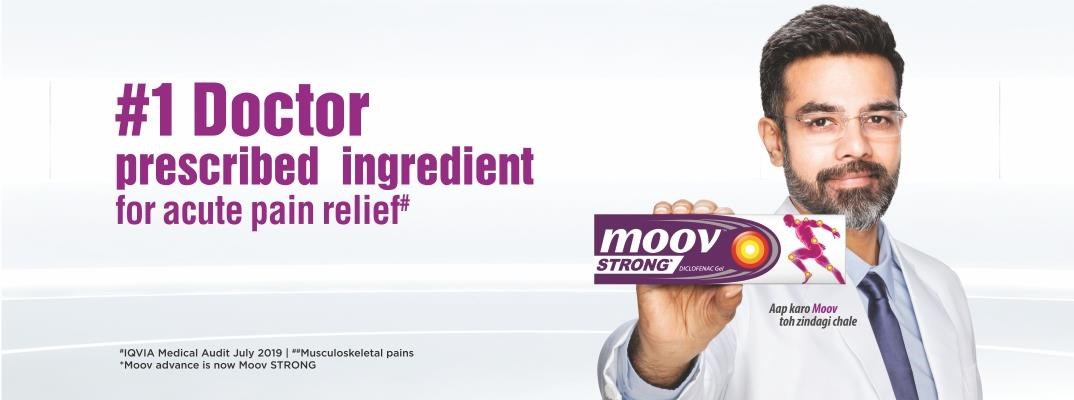 #1 Doctor
prescribed ingredient
for acute pain relief#
moov™
STRONG* DICLOFENAC Gel
Aap karo Moov
toh zindagi chale
#IQVIA Medical Audit July 2019 | ##Musculoskeletal pains
*Moov advance is now Moov STRONG